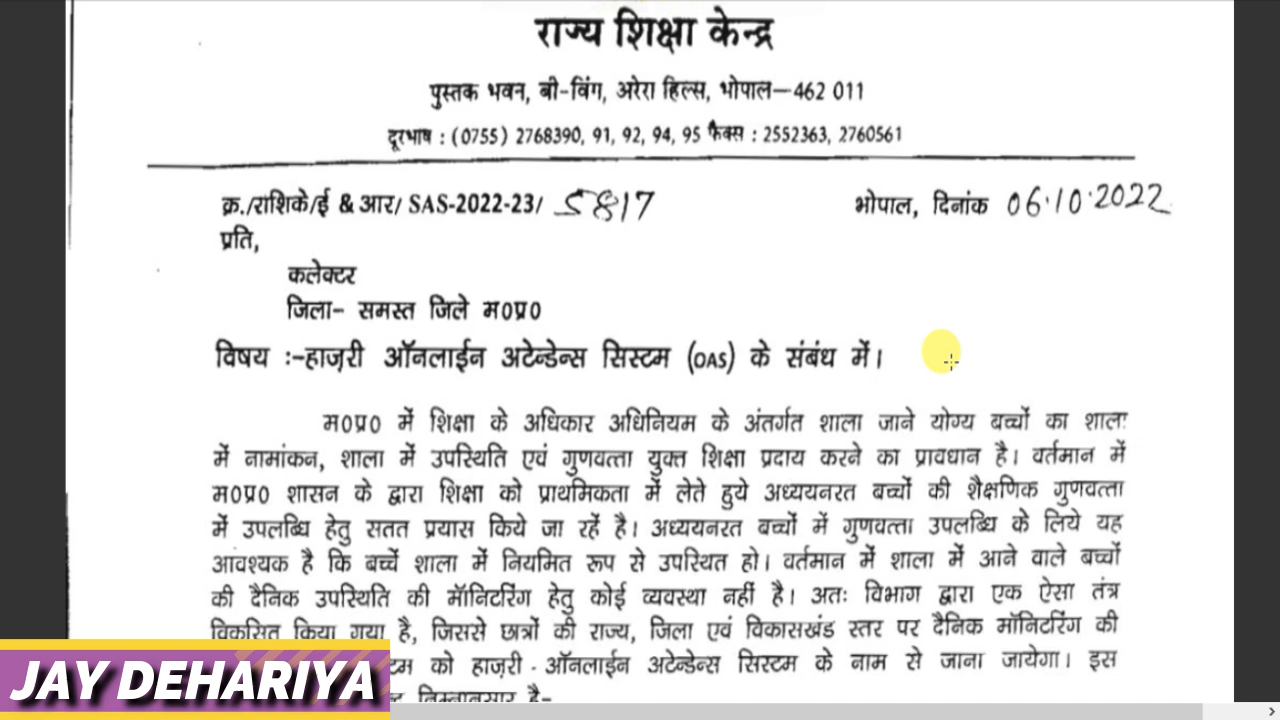 राज्य शिक्षा केन्द्र
पुस्तक भवन, बी-विंग, अरेरा हिल्स, भोपाल–462 011
दूरभाष : (0755) 2768390, 91, 92, 94, 95 फैक्स : 2552363, 2760561
क्र./राशिके/ई & आर/ SAS-2022-23/ 5817 भोपाल, दिनांक 06.10.2022
प्रति,
कलेक्टर
जिला- समस्त जिले म0प्र0
विषय :-हाज़री ऑनलाईन अटेन्डेन्स सिस्टम (OAS) के संबंध में।
म0प्र0 में शिक्षा के अधिकार अधिनियम के अंतर्गत शाला जाने योग्य बच्चों का शाला
में नामांकन, शाला में उपस्थिति एवं गुणवत्ता युक्त शिक्षा प्रदाय करने का प्रावधान है। वर्तमान में
म0प्र0 शासन के द्वारा शिक्षा को प्राथमिकता में लेते हुये अध्ययनरत बच्चों की शैक्षणिक गुणवत्ता
में उपलब्धि हेतु सतत प्रयास किये जा रहें है। अध्ययनरत बच्चों में गुणवत्ता उपलब्धि के लिये यह
आवश्यक है कि बच्चें शाला में नियमित रूप से उपस्थित हो। वर्तमान में शाला में आने वाले बच्चों
की दैनिक उपस्थिति की मॉनिटरिंग हेतु कोई व्यवस्था नहीं है। अतः विभाग द्वारा एक ऐसा तंत्र
विकसित किया गया है, जिससे छात्रों की राज्य, जिला एवं विकासखंड स्तर पर दैनिक मॉनिटरिंग की
को हाज़री - ऑनलाईन अटेन्डेन्स सिस्टम के नाम से जाना जायेगा। इस
निम्नानुसार है-
JAY DEHARIYA